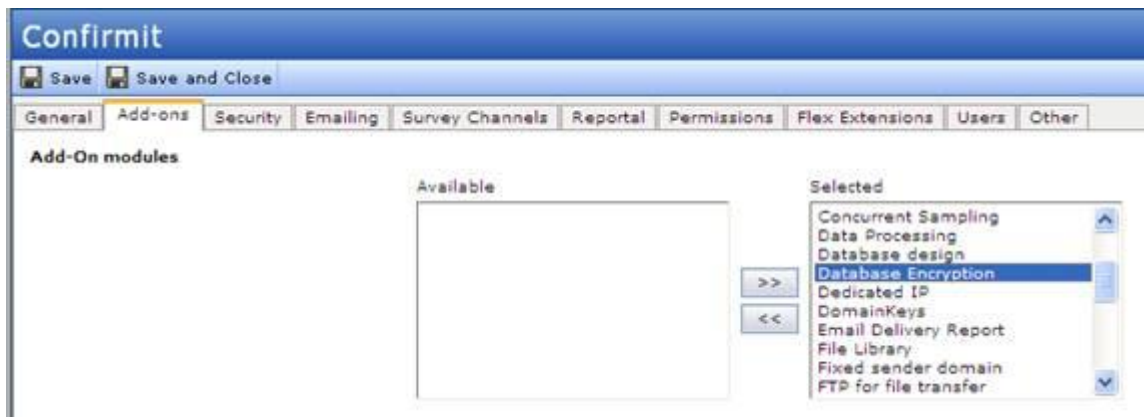 Confirmit
Save Save and Close
General Add-ons Security Emailing Survey Channels Reportal Permissions Flex Extensions Users Other
Add-On modules
Available Selected
Concurrent Sampling
Data Processing
Database design
Database Encryption
>>
Dedicated IP
DomainKeys
<<
Email Delivery Report
File Library
Fixed sender domain
FTP for file transfer